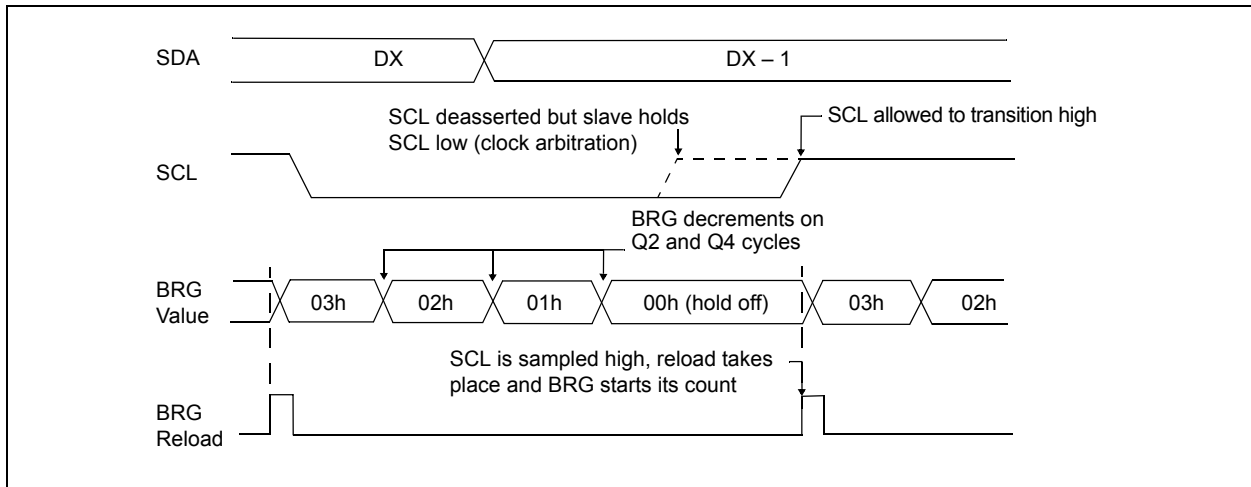 SDA
DX
DX – 1
SCL deasserted but slave holds
SCL low (clock arbitration)
SCL allowed to transition high
SCL
BRG decrements on
Q2 and Q4 cycles
BRG
Value
03h
02h
01h
00h (hold off)
03h
02h
SCL is sampled high, reload takes
place and BRG starts its count
BRG
Reload